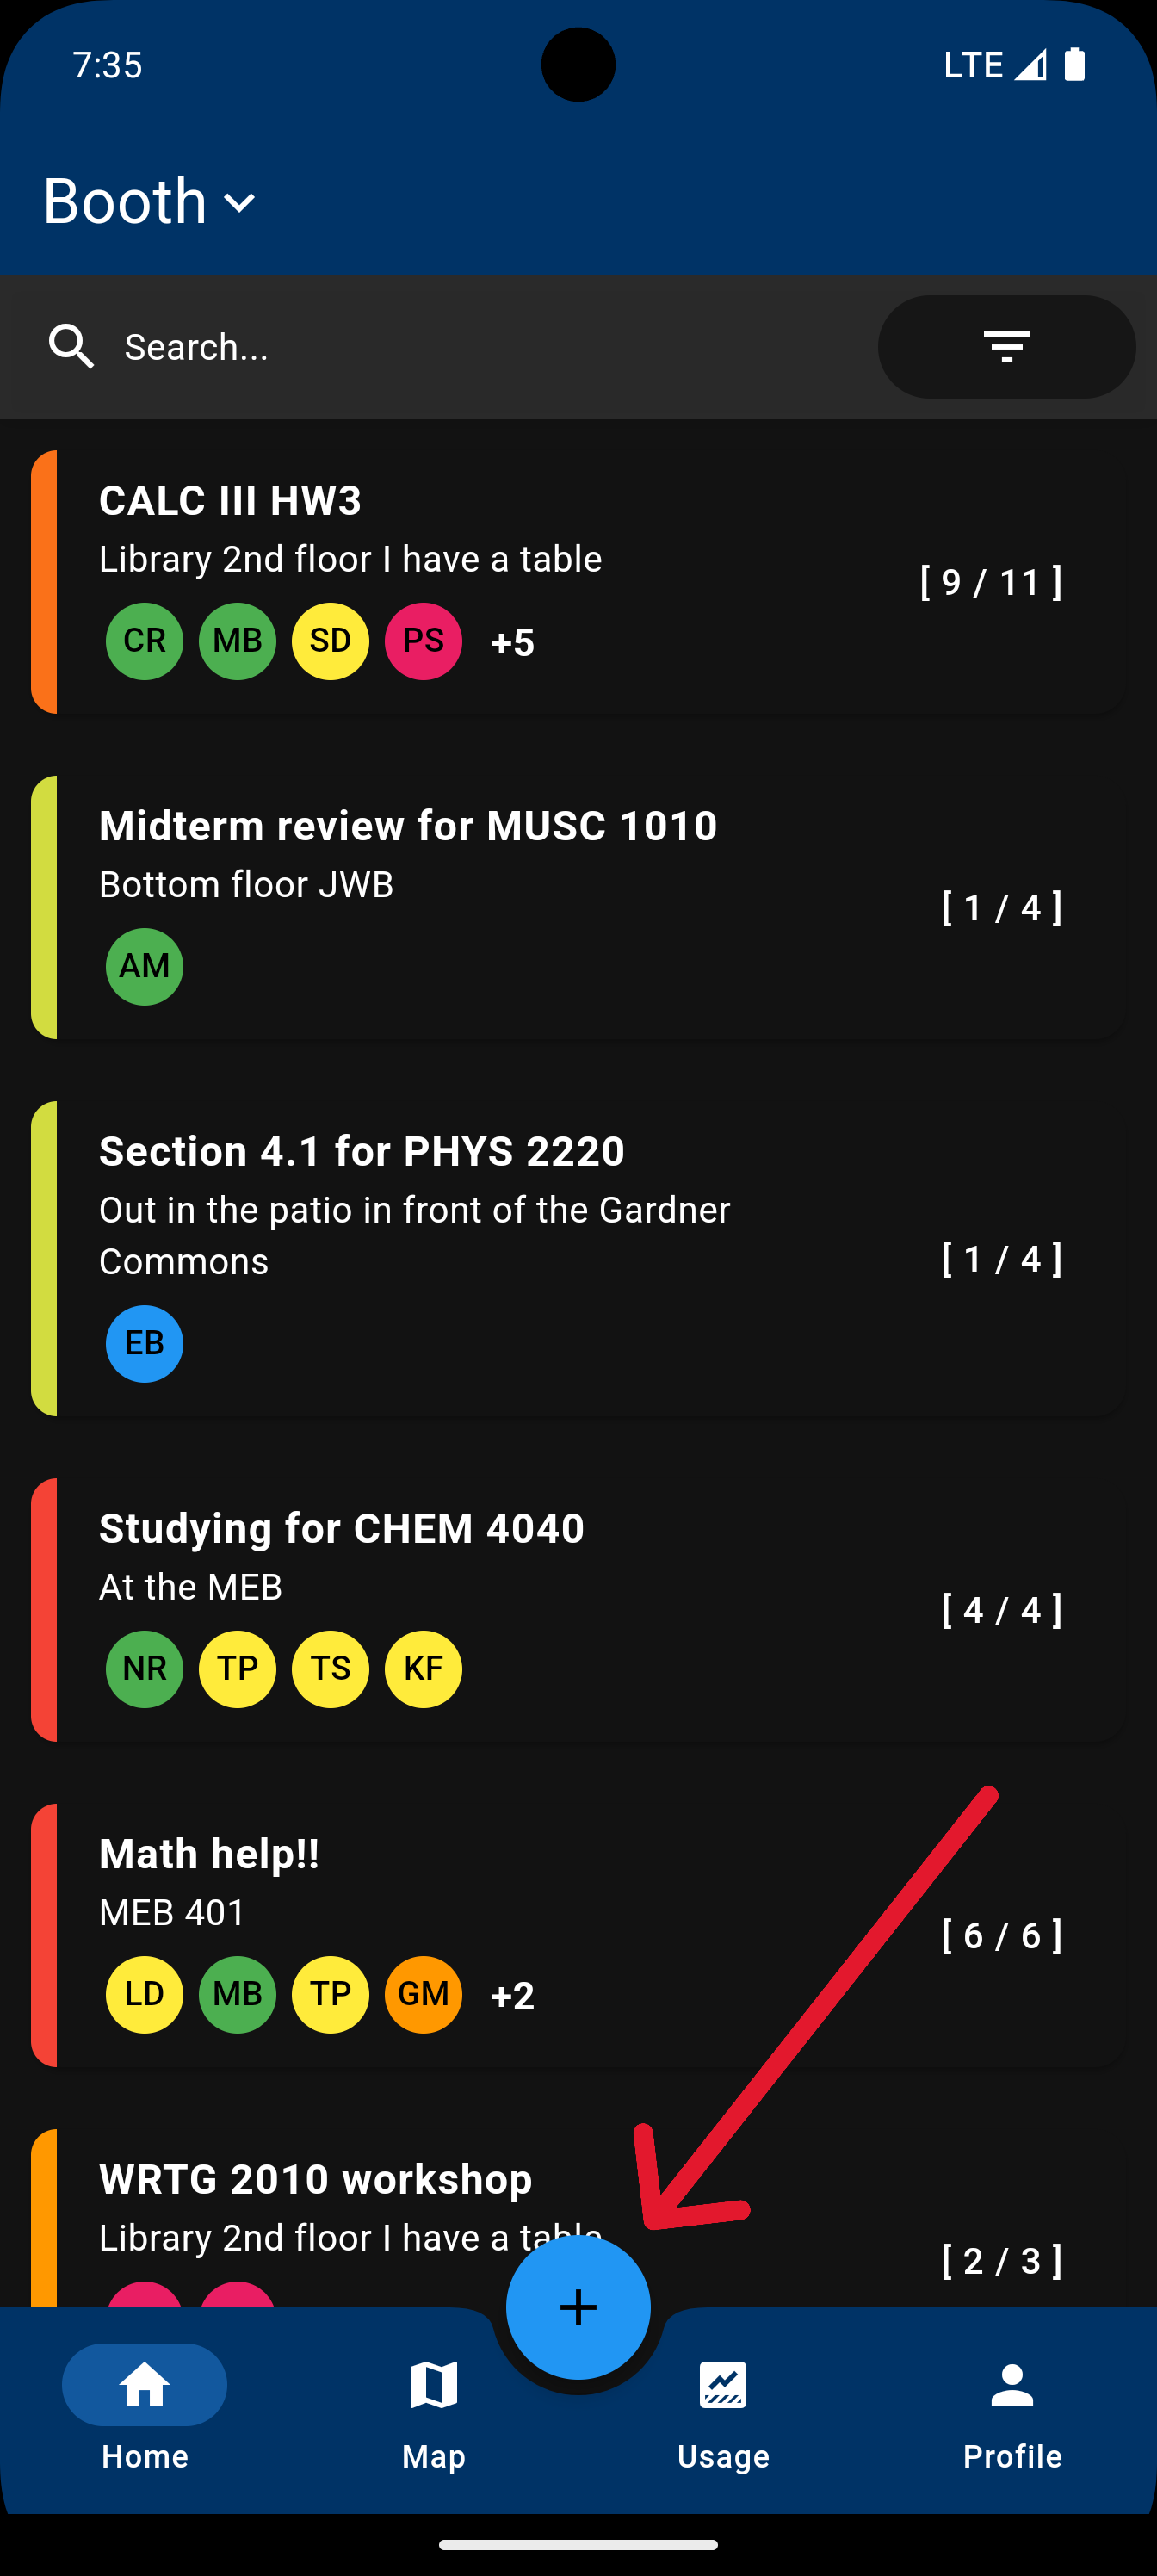 7:35
LTE
Booth
Search...
CALC III HW3
Library 2nd floor I have a table
[ 9 / 11 ]
CR MB SD PS +5
Midterm review for MUSC 1010
Bottom floor JWB
[ 1 / 4 ]
AM
Section 4.1 for PHYS 2220
Out in the patio in front of the Gardner
Commons
[ 1 / 4 ]
EB
Studying for CHEM 4040
At the MEB
[ 4 / 4 ]
NR TP TS KF
Math help!!
MEB 401
[ 6 / 6 ]
LD MB TP GM +2
WRTG 2010 workshop
Library 2nd floor I have a table
[ 2 / 3 ]
+
Home Map Usage Profile